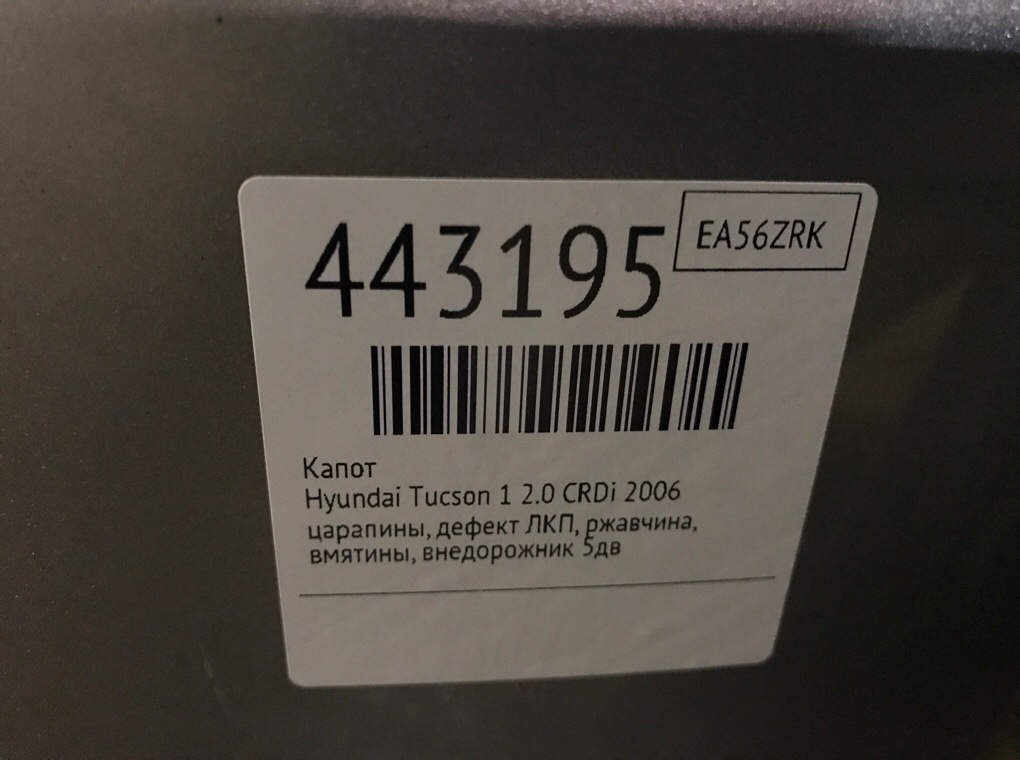 443195
EA56ZRK
Капот
Hyundai Tucson 1 2.0 CRDi 2006
царапины, дефект ЛКП, ржавчина,
вмятины, внедорожник 5дв